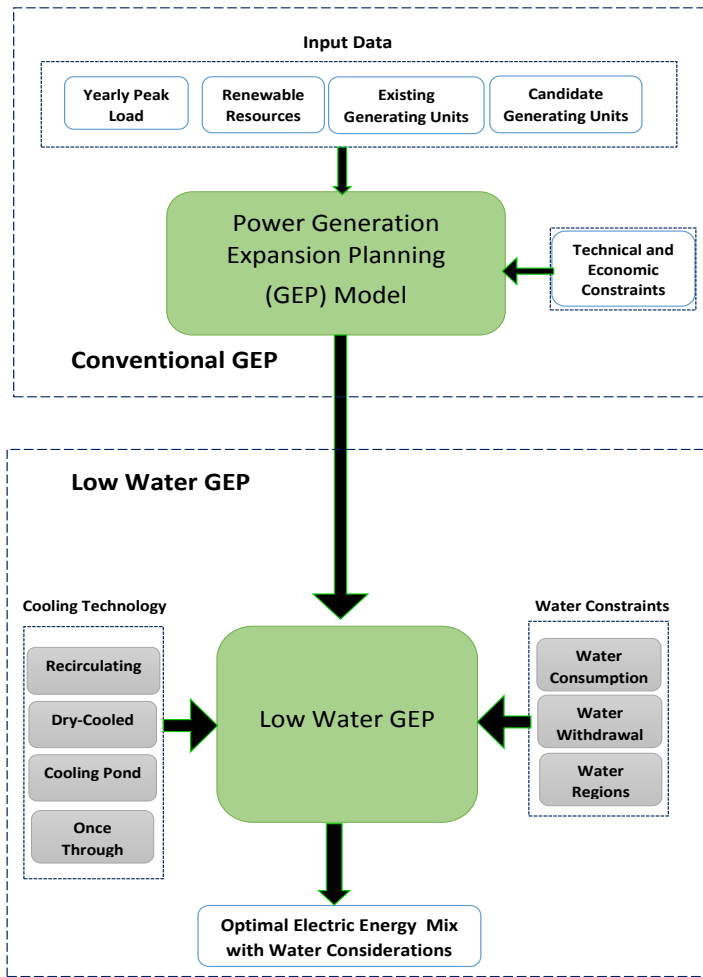 Input Data
Yearly Peak
Load
Renewable
Resources
Existing
Generating Units
Candidate
Generating Units
Power Generation
Expansion Planning
(GEP) Model
Technical and
Economic
Constraints
Conventional GEP
Low Water GEP
Cooling Technology
Recirculating
Dry-Cooled
Cooling Pond
Once
Through
Low Water GEP
Water Constraints
Water
Consumption
Water
Withdrawal
Water
Regions
Optimal Electric Energy Mix
with Water Considerations